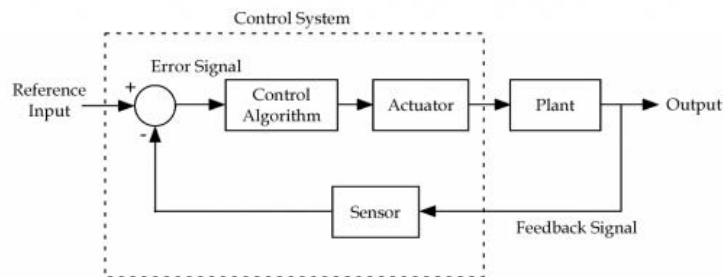 Control System
Error Signal
+
Reference
Input
Control
Algorithm
Actuator
Plant
Output
-
Sensor
Feedback Signal